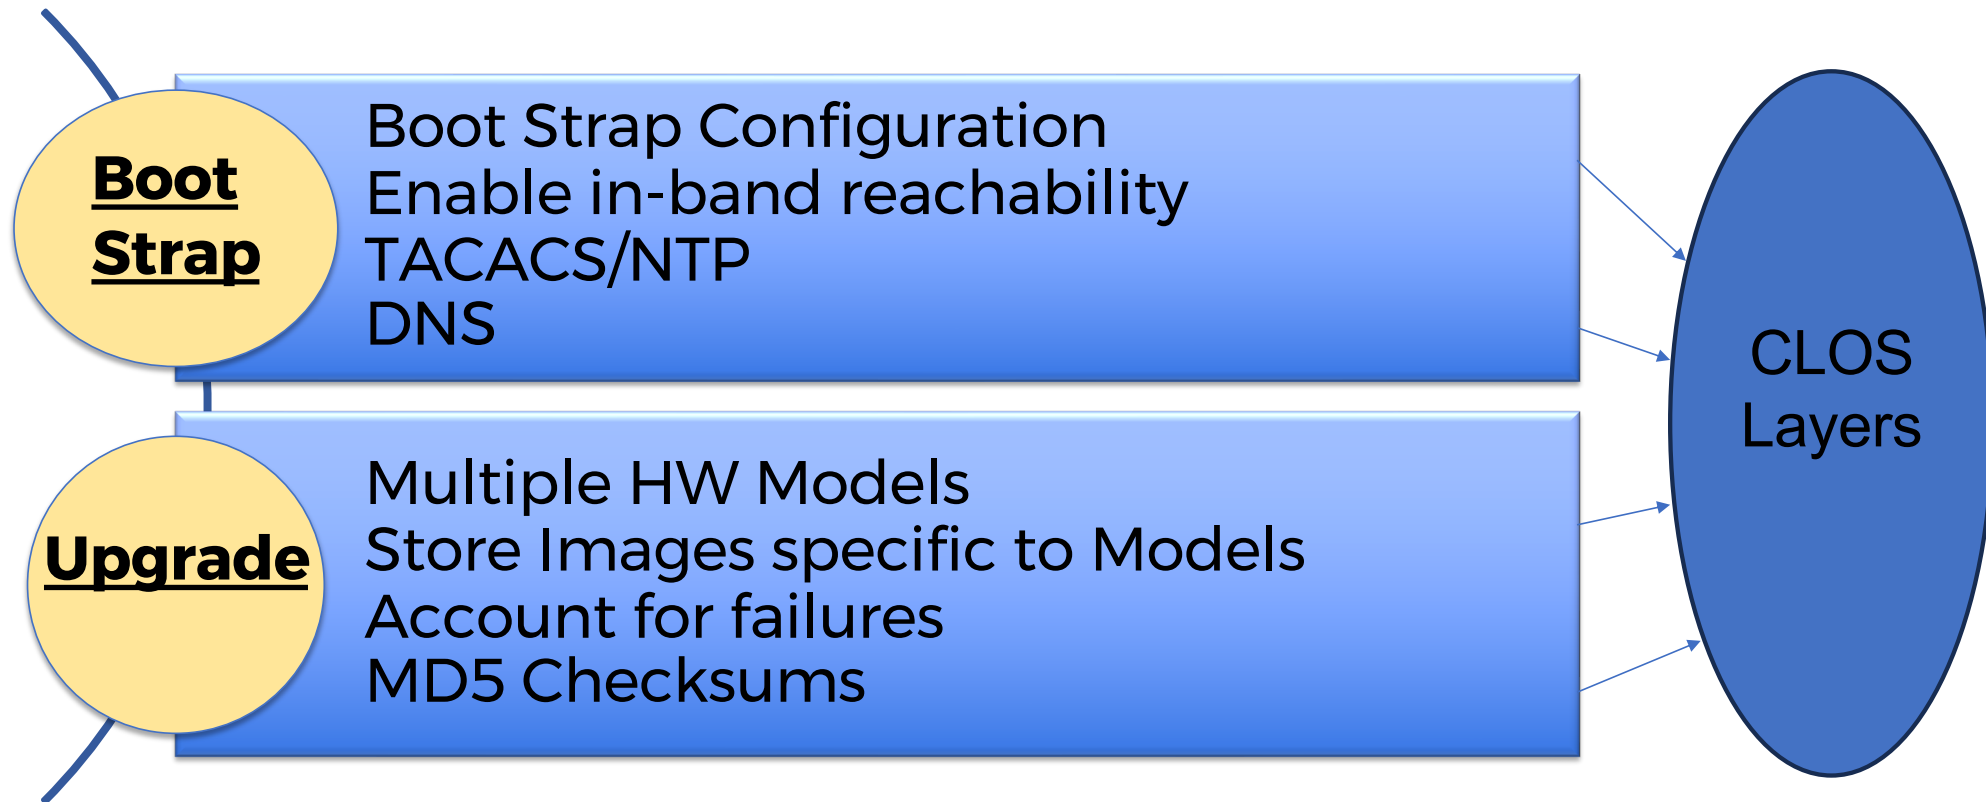 Boot
Strap
Boot Strap Configuration
Enable in-band reachability
TACACS/NTP
DNS
Upgrade
Multiple HW Models
Store Images specific to Models
Account for failures
MD5 Checksums
CLOS
Layers